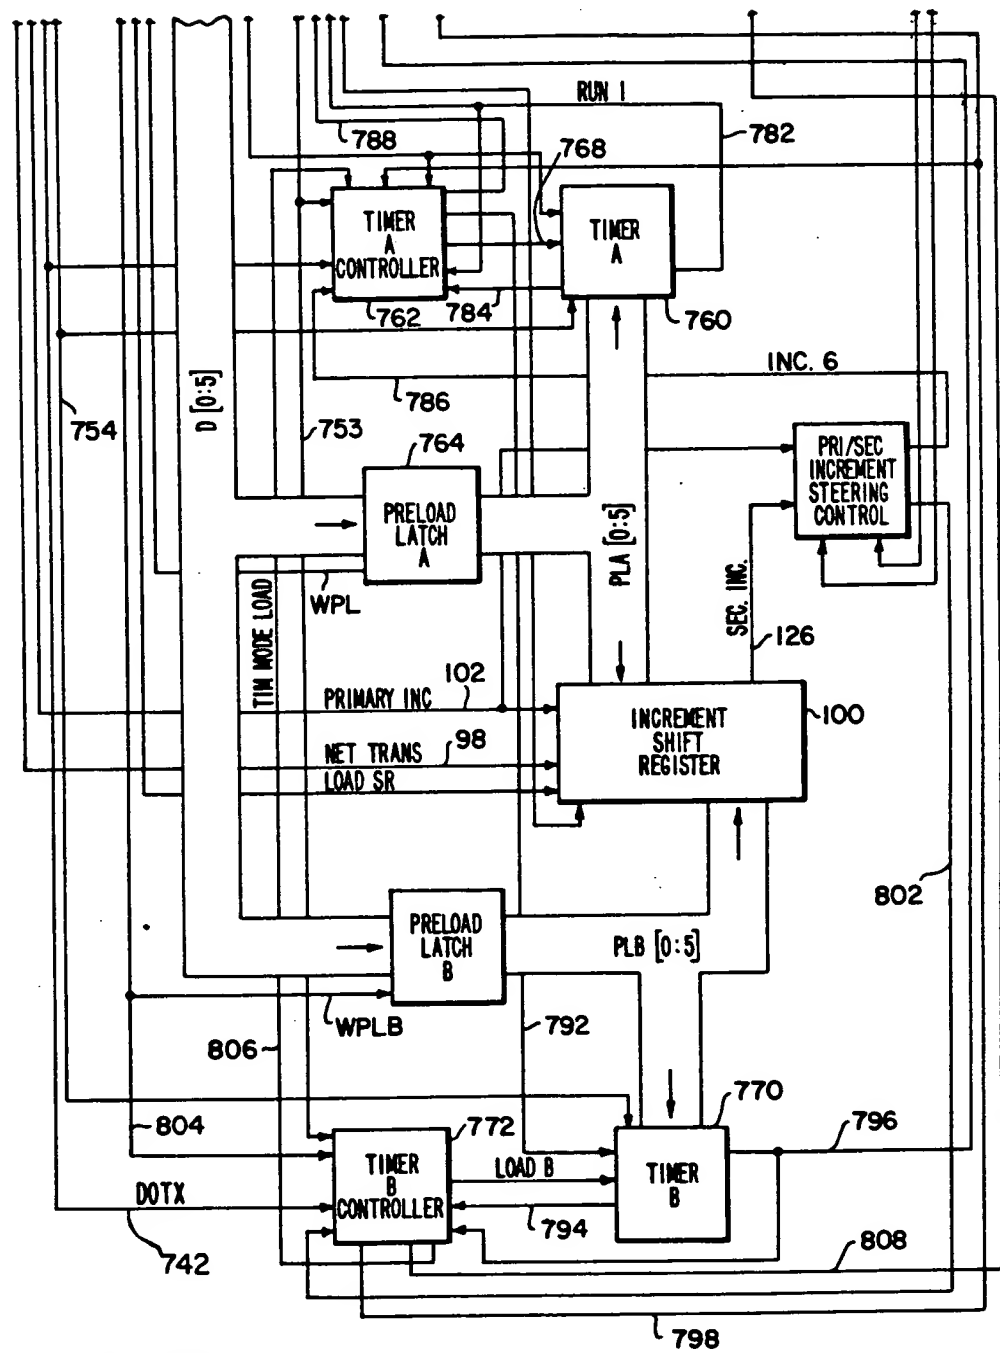 RUN 1
788
782
768
TIMER
A
CONTROLLER
TIMER
A
762
784
760
INC. 6
D [0:5]
786
754
753
764
PRI/SEC
INCREMENT
STEERING
CONTROL
PRELOAD
LATCH
A
PLA [0:5]
WPL
TIM MODE LOAD
SEC. INC.
126
PRIMARY INC
102
100
INCREMENT
SHIFT
REGISTER
NET TRANS
98
LOAD SR
802
PRELOAD
LATCH
B
PLB [0:5]
WPLB
792
806
770
804
772
796
TIMER
B
CONTROLLER
LOAD B
TIMER
B
DOTX
794
742
808
798